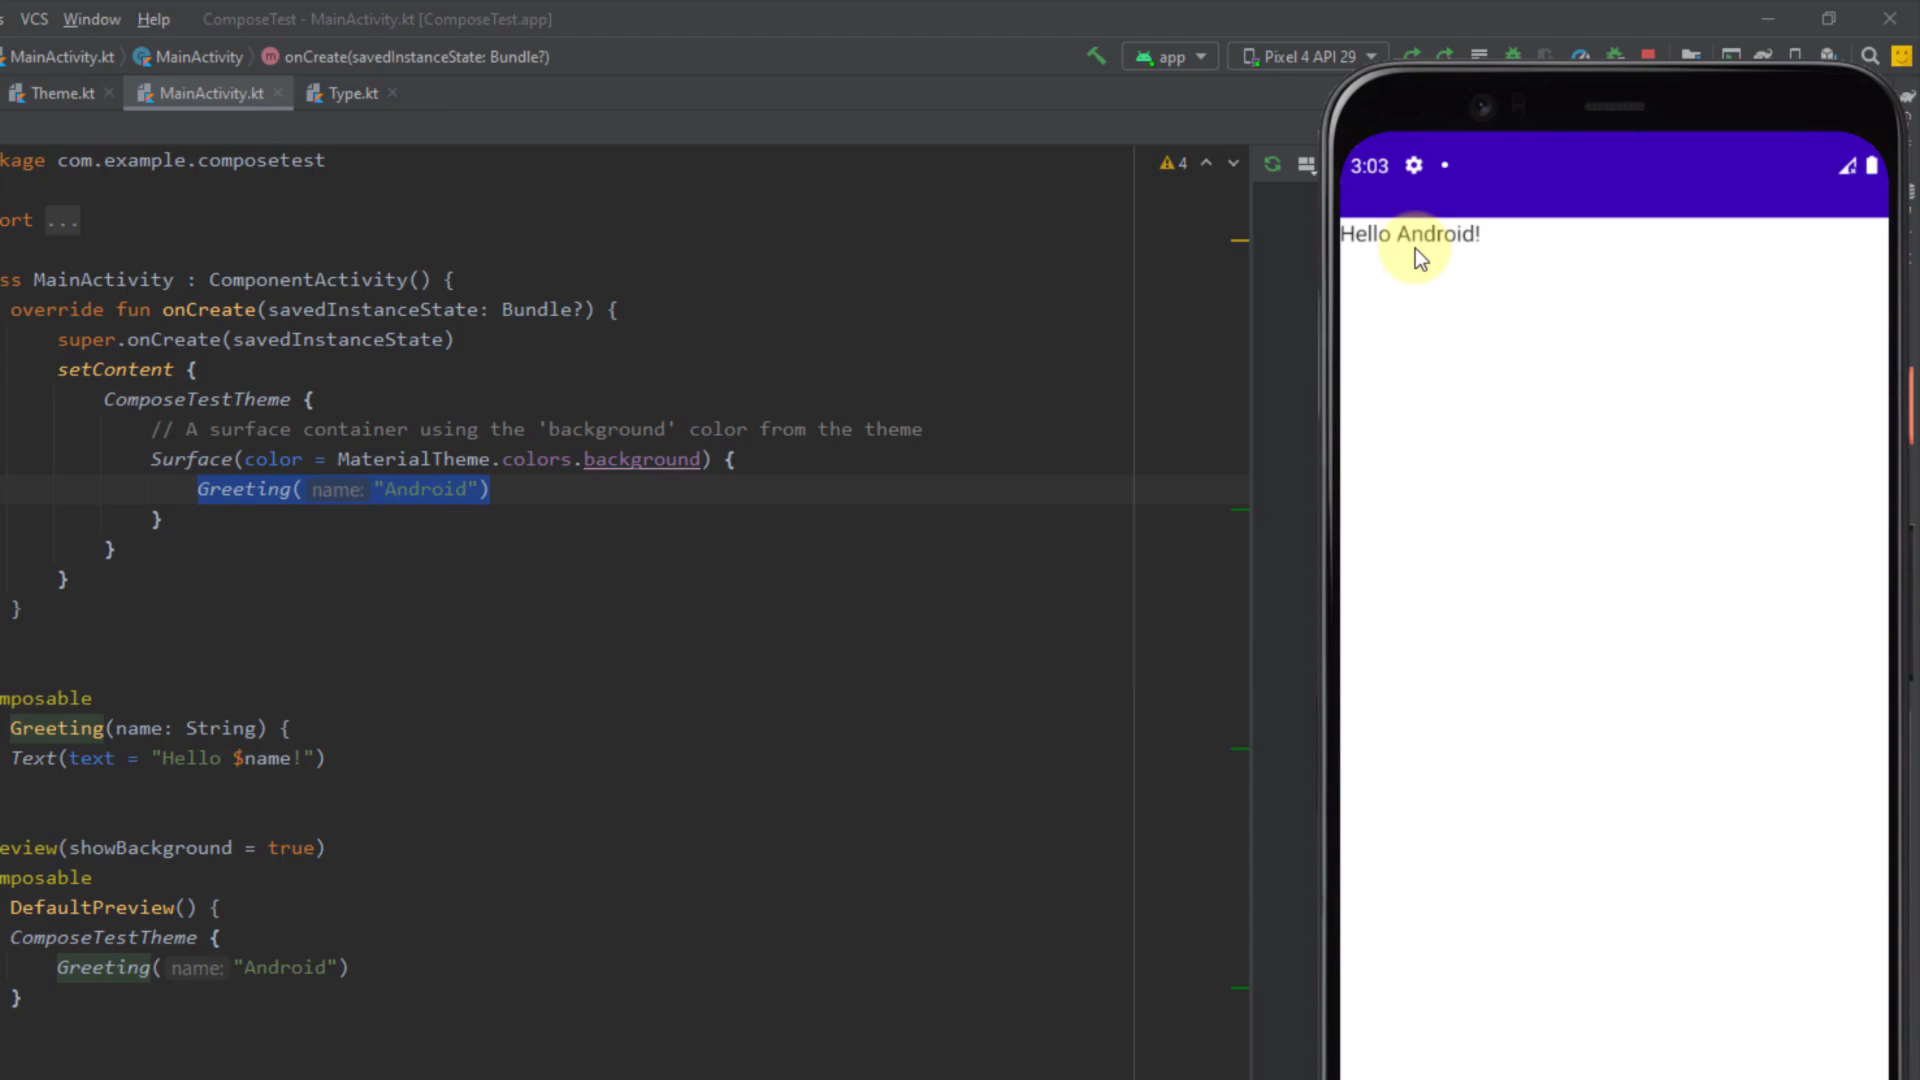 s VCS Window Help ComposeTest - MainActivity.kt [ComposeTest.app]
MainActivity.kt MainActivity onCreate(savedInstanceState: Bundle?) app Pixel 4 API 29
Theme.kt MainActivity.kt Type.kt
kage com.example.composetest
4
3:03
ort ...
Hello Android!
ss MainActivity : ComponentActivity() {
override fun onCreate(savedInstanceState: Bundle?) {
super.onCreate(savedInstanceState)
setContent {
ComposeTestTheme {
// A surface container using the 'background' color from the theme
Surface(color = MaterialTheme.colors.background) {
Greeting( name: "Android")
}
}
}
}
mposable
Greeting(name: String) {
Text(text = "Hello $name!")
eview(showBackground = true)
mposable
DefaultPreview() {
ComposeTestTheme {
Greeting( name: "Android")
}